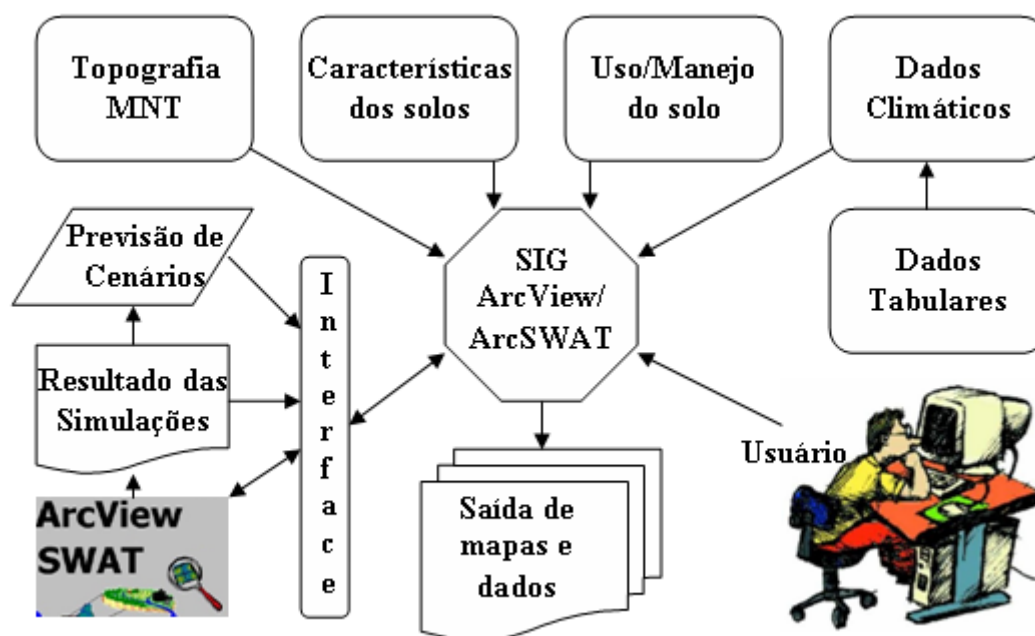 Topografia
MNT
Características
dos solos
Uso/Manejo
do solo
Dados
Climáticos
Previsão de
Cenários
Interface
SIG
ArcView/
ArcSWAT
Dados
Tabulares
Resultado das
Simulações
Usuário
ArcView
SWAT
Saída de
mapas e
dados